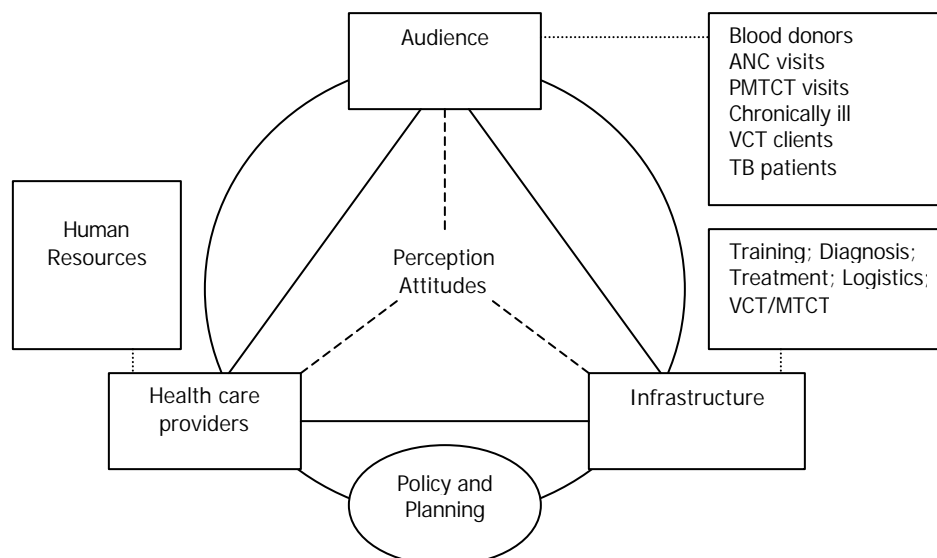 Audience
Blood donors
ANC visits
PMTCT visits
Chronically ill
VCT clients
TB patients
Human
Resources
Perception
Attitudes
Training; Diagnosis;
Treatment; Logistics;
VCT/MTCT
Health care
providers
Infrastructure
Policy and
Planning